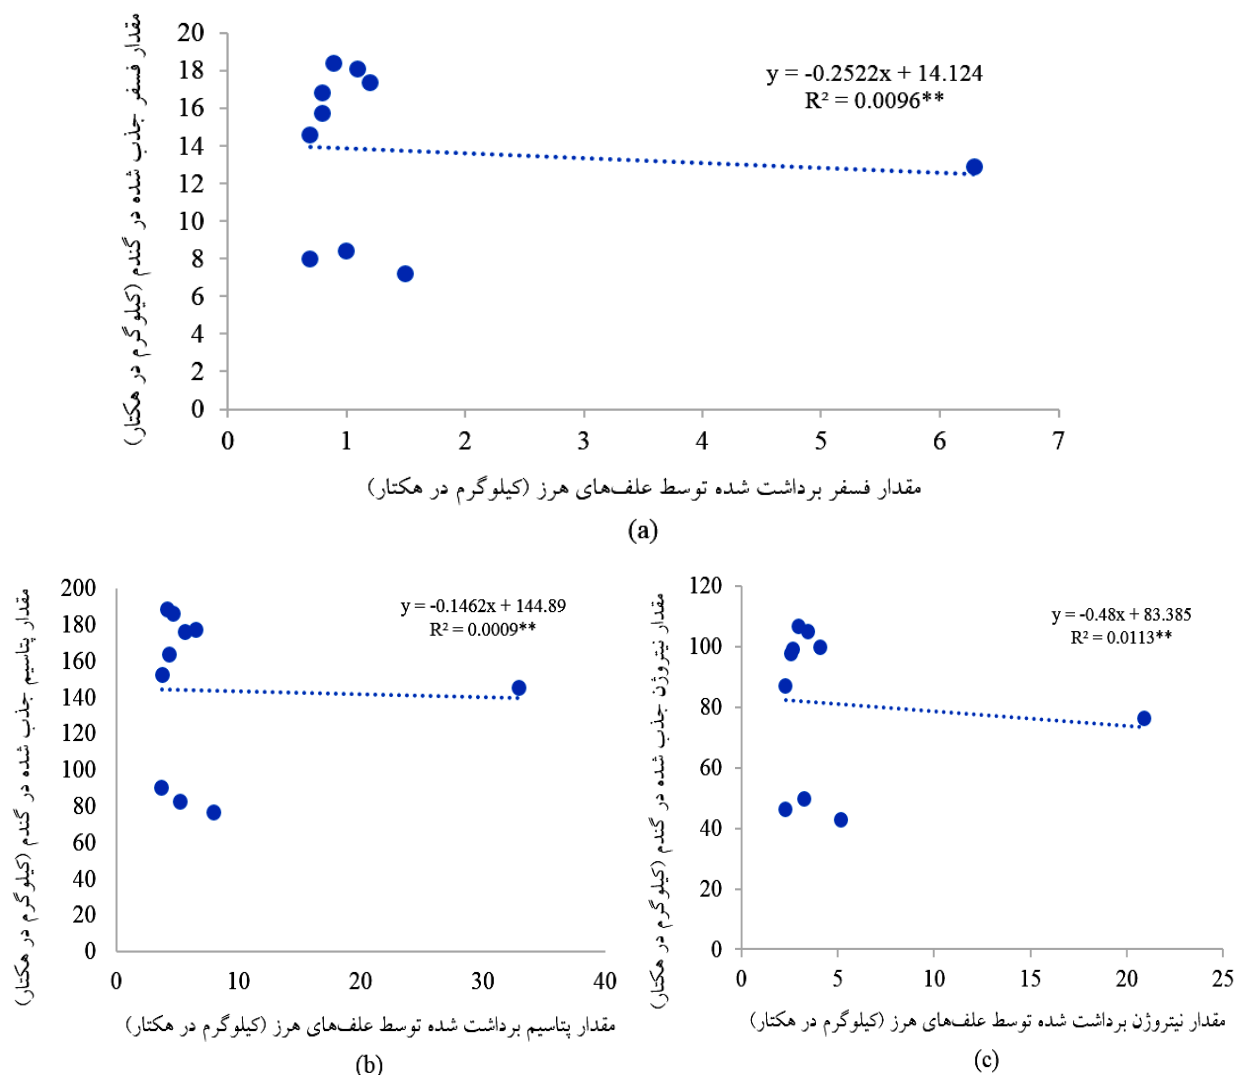 مقدار فسفر جذب شده در گندم (کیلوگرم در هکتار)
20
18
16
14
12
10
8
6
4
2
0
y = -0.2522x + 14.124
R² = 0.0096**
0 1 2 3 4 5 6 7
مقدار فسفر برداشت شده توسط علف‌های هرز (کیلوگرم در هکتار)
(a)
مقدار پتاسیم جذب شده در گندم (کیلوگرم در هکتار)
200
180
160
140
120
100
80
60
40
20
0
y = -0.1462x + 144.89
R² = 0.0009**
0 10 20 30 40
مقدار پتاسیم برداشت شده توسط علف‌های هرز (کیلوگرم در هکتار)
(b)
مقدار نیتروژن جذب شده در گندم (کیلوگرم در هکتار)
120
100
80
60
40
20
0
y = -0.48x + 83.385
R² = 0.0113**
0 5 10 15 20 25
مقدار نیتروژن برداشت شده توسط علف‌های هرز (کیلوگرم در هکتار)
(c)